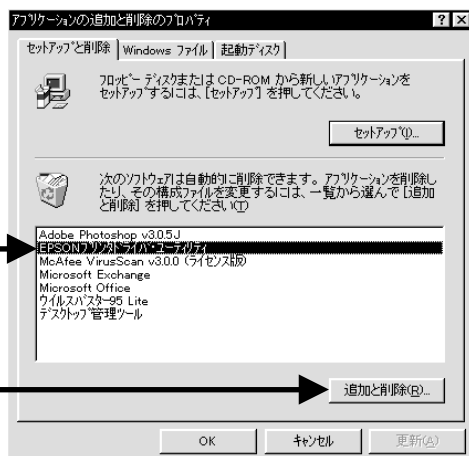 アプリケーションの追加と削除のプロパティ
セットアップと削除 Windows ファイル 起動ディスク
フロッピー ディスクまたは CD-ROM から新しいアプリケーションを
セットアップするには、[セットアップ] を押してください。
セットアップ(I)...
次のソフトウェアは自動的に削除できます。アプリケーションを削除し
たり、その構成ファイルを変更するには、一覧から選んで [追加
と削除] を押してください(T)
Adobe Photoshop v3.0.5J
EPSONプリンタドライバ・ユーティリティ
McAfee VirusScan v3.0.0 (ライセンス版)
Microsoft Exchange
Microsoft Office
ウイルスバスター95 Lite
デスクトップ管理ツール
追加と削除(R)...
OK キャンセル 更新(A)